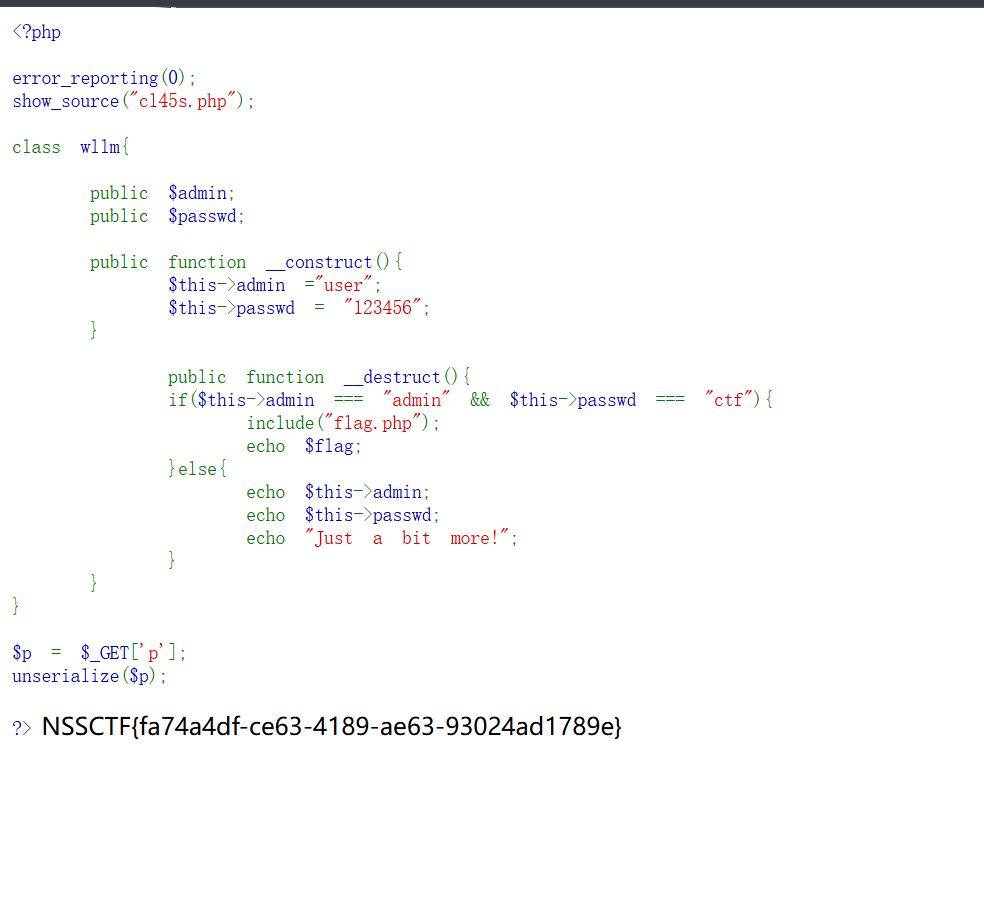 <?php
error_reporting(0);
show_source("cl45s.php");
class  wllm{
public  $admin;
public  $passwd;
public  function  __construct(){
$this->admin  ="user";
$this->passwd  =  "123456";
}
public  function  __destruct(){
if($this->admin  ===  "admin"  &&  $this->passwd  ===  "ctf"){
include("flag.php");
echo  $flag;
}else{
echo  $this->admin;
echo  $this->passwd;
echo  "Just  a  bit  more!";
}
}
}
$p  =  $_GET['p'];
unserialize($p);
?> NSSCTF{fa74a4df-ce63-4189-ae63-93024ad1789e}